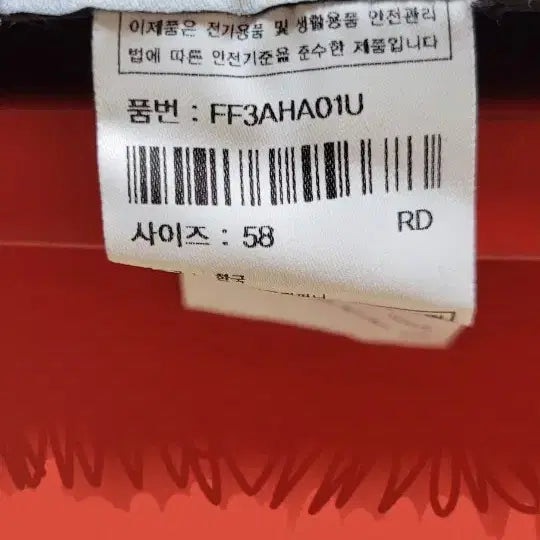 이제품은 전기용품 및 생활용품 안전관리
법에 따른 안전기준을 준수한 제품입니다
품번 : FF3AHA01U
사이즈 : 58
RD
한국